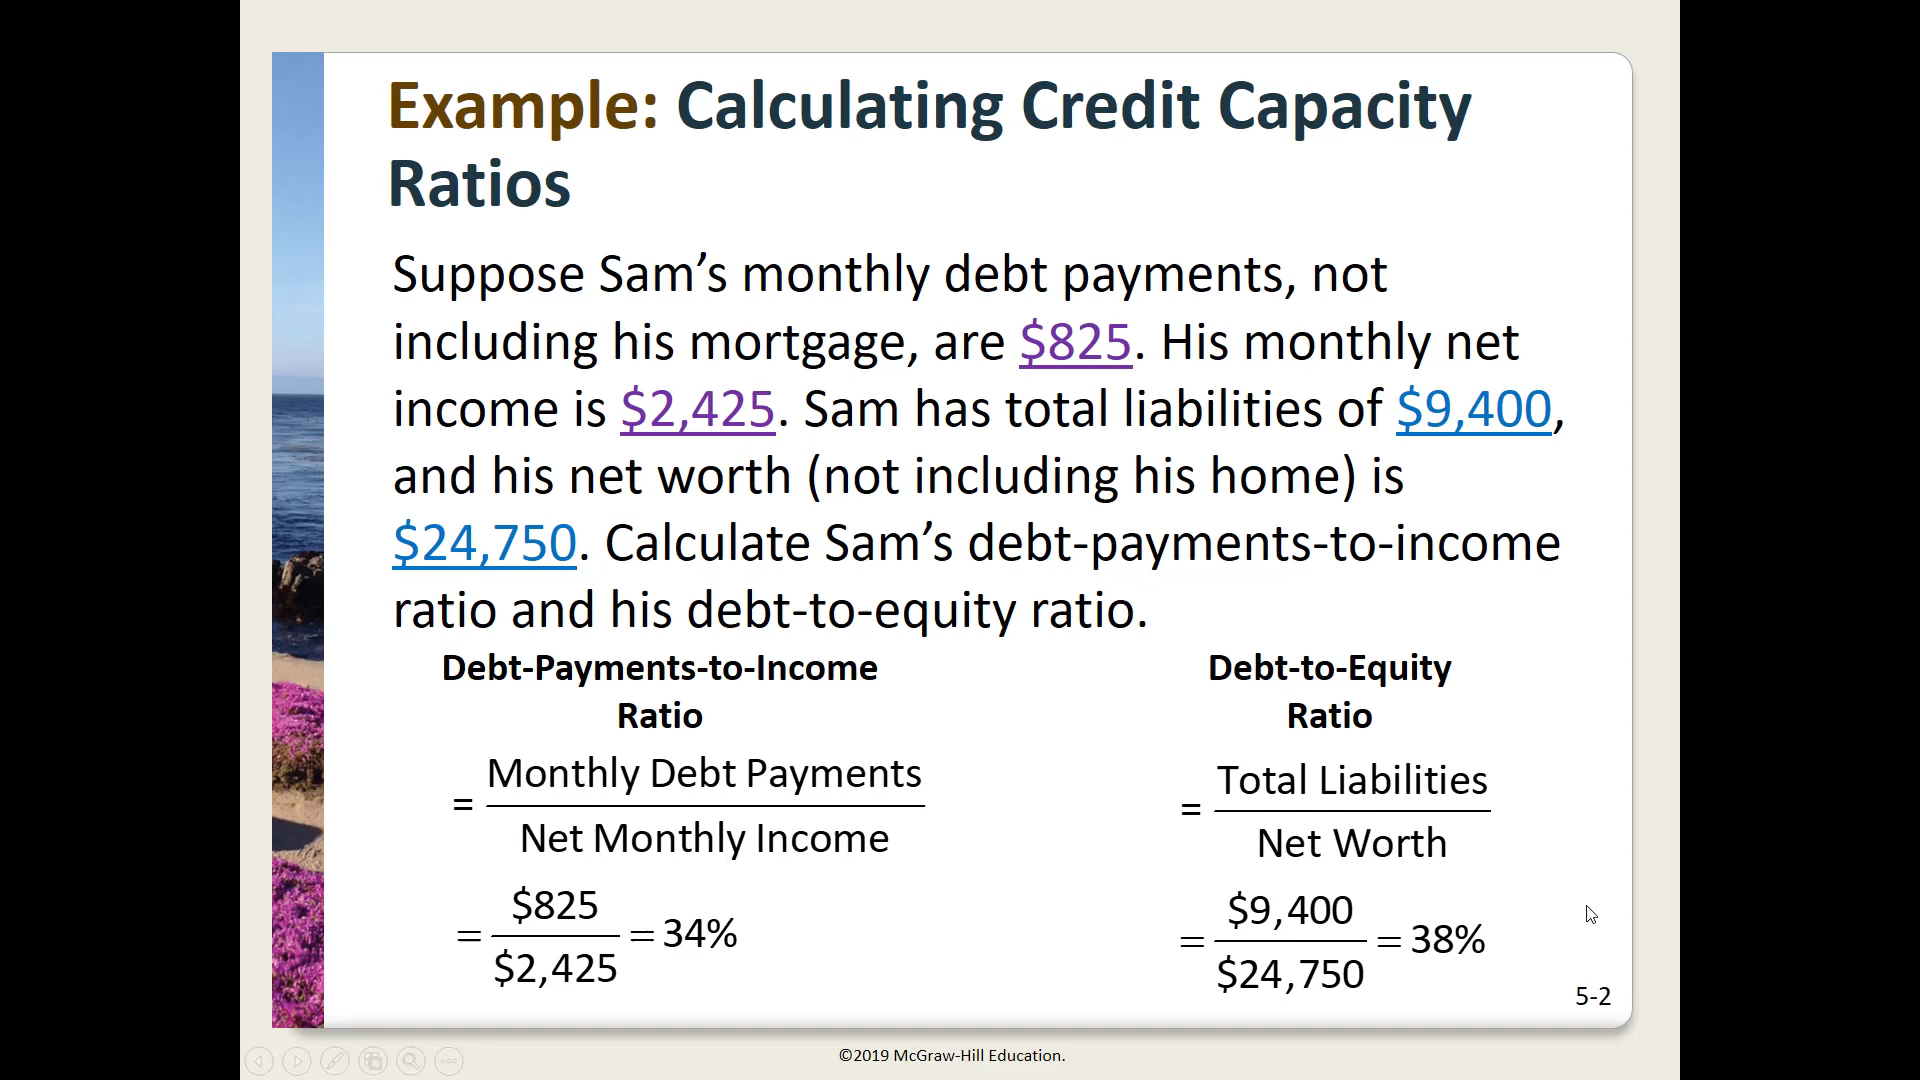 Example: Calculating Credit Capacity
Ratios
Suppose Sam’s monthly debt payments, not
including his mortgage, are $825. His monthly net
income is $2,425. Sam has total liabilities of $9,400,
and his net worth (not including his home) is
$24,750. Calculate Sam’s debt-payments-to-income
ratio and his debt-to-equity ratio.
Debt-Payments-to-Income
Ratio
= Monthly Debt Payments
Net Monthly Income
= $825
$2,425
= 34%
Debt-to-Equity
Ratio
= Total Liabilities
Net Worth
= $9,400
$24,750
= 38%
5-2
©2019 McGraw-Hill Education.